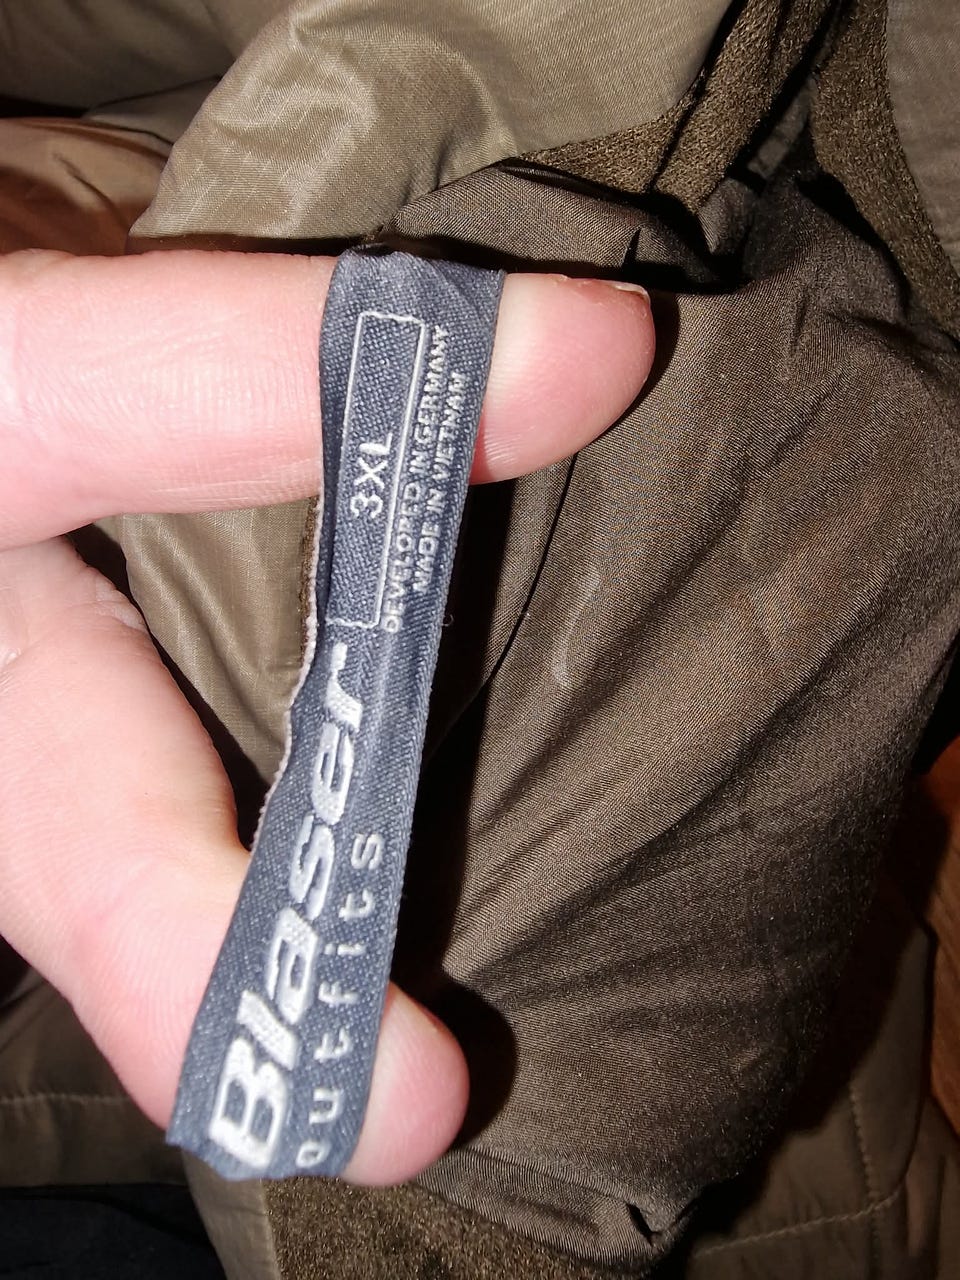 Blaser
outfits
3XL
DEVELOPED IN GERMANY
MADE IN VIETNAM